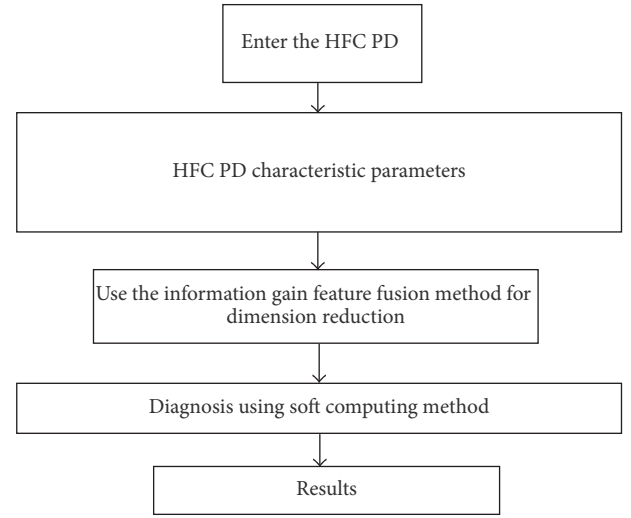 Enter the HFC PD
HFC PD characteristic parameters
Use the information gain feature fusion method for
dimension reduction
Diagnosis using soft computing method
Results